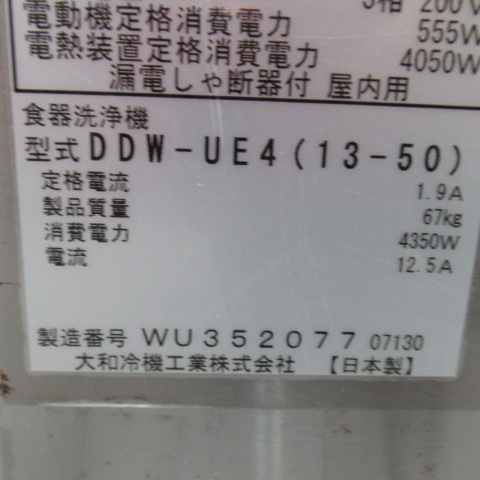 3相 200V
電動機定格消費電力 555W
電熱装置定格消費電力 4050W
漏電しゃ断器付 屋内用
食器洗浄機
型式 DDW-UE4(13-50)
定格電流 1.9A
製品質量 67kg
消費電力 4350W
電流 12.5A
製造番号 WU352077 07130
大和冷機工業株式会社 【日本製】